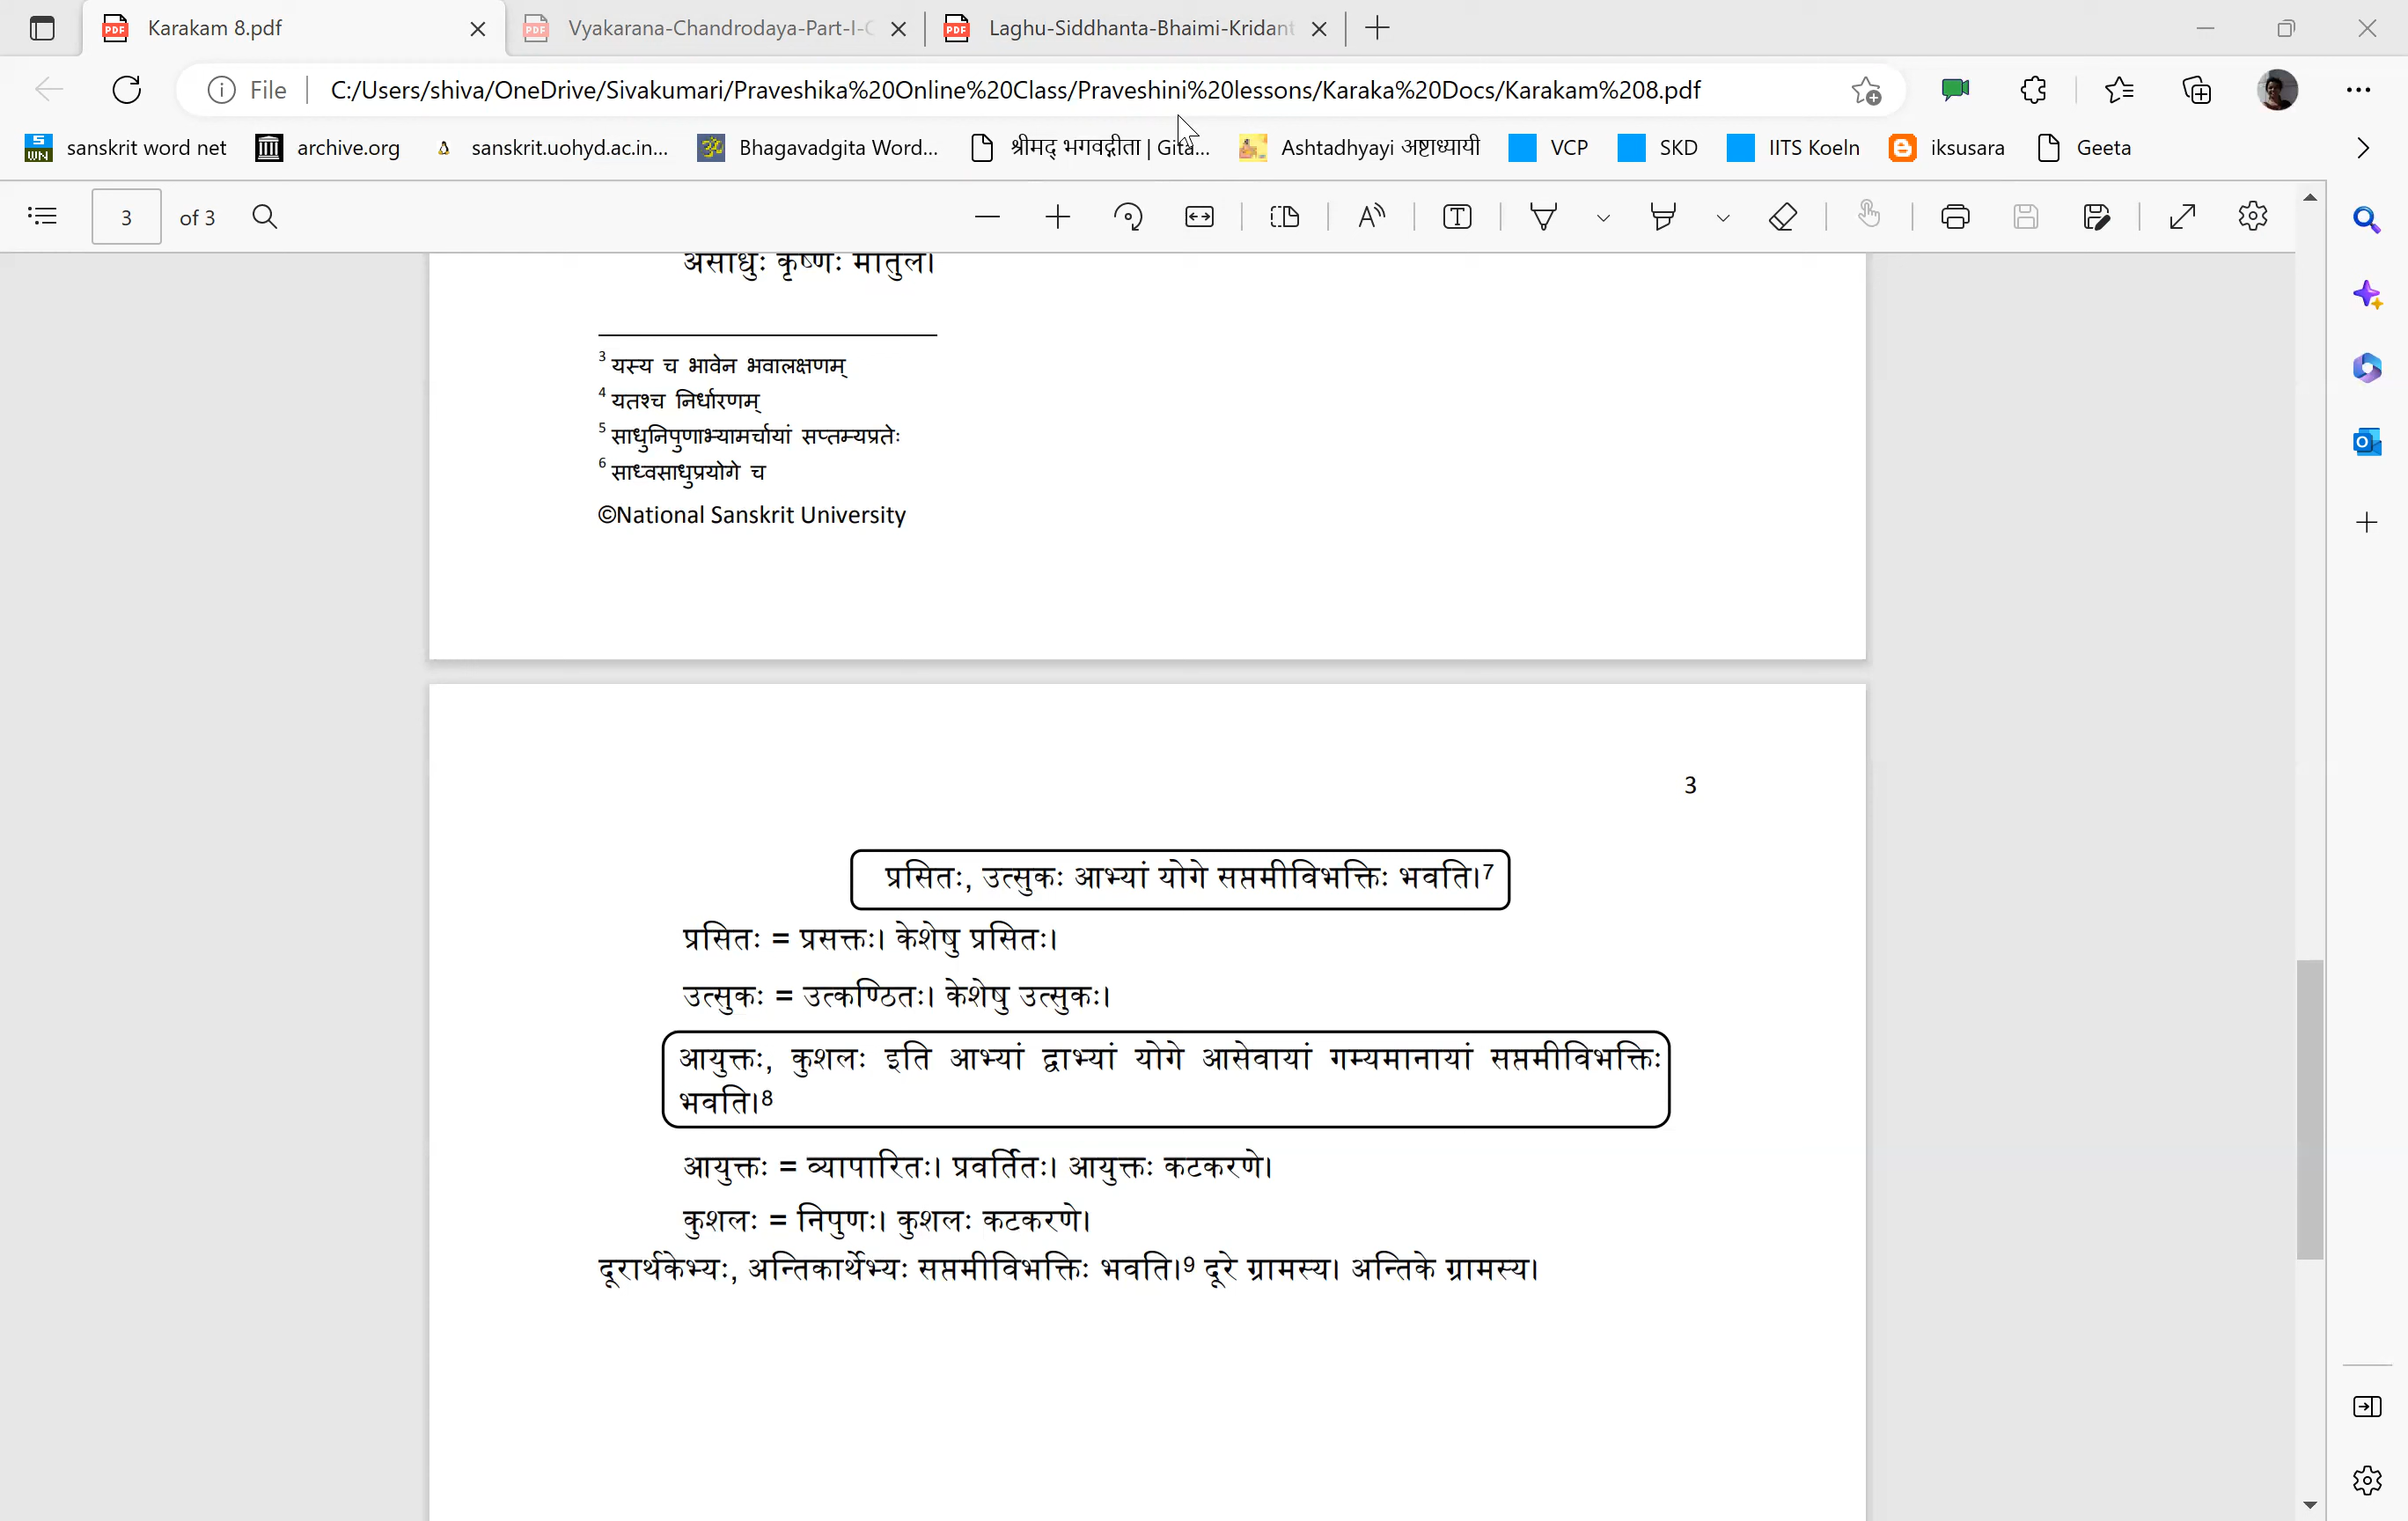 Karakam 8.pdf
Vyakarana-Chandrodaya-Part-I-C
Laghu-Siddhanta-Bhaimi-Kridant
File
C:/Users/shiva/OneDrive/Sivakumari/Praveshika%20Online%20Class/Praveshini%20lessons/Karaka%20Docs/Karakam%208.pdf
sanskrit word net archive.org sanskrit.uohyd.ac.in... Bhagavadgita Word... श्रीमद् भगवद्गीता | Gita... Ashtadhyayi अष्टाध्यायी VCP SKD IITS Koeln iksusara Geeta
3 of 3
असाधुः कृष्णः मातुले।
3 यस्य च भावेन भवालक्षणम्
4 यतश्च निर्धारणम्
5 साधुनिपुणाभ्यामर्चायां सप्तम्यप्रतेः
6 साध्वसाधुप्रयोगे च
©National Sanskrit University
3
प्रसितः, उत्सुकः आभ्यां योगे सप्तमीविभक्तिः भवति।7
प्रसितः = प्रसक्तः। केशेषु प्रसितः।
उत्सुकः = उत्कण्ठितः। केशेषु उत्सुकः।
आयुक्तः, कुशलः इति आभ्यां द्वाभ्यां योगे आसेवायां गम्यमानायां सप्तमीविभक्तिः
भवति।8
आयुक्तः = व्यापारितः। प्रवर्तितः। आयुक्तः कटकरणे।
कुशलः = निपुणः। कुशलः कटकरणे।
दूरार्थकेभ्यः, अन्तिकार्थेभ्यः सप्तमीविभक्तिः भवति।9 दूरे ग्रामस्य। अन्तिके ग्रामस्य।